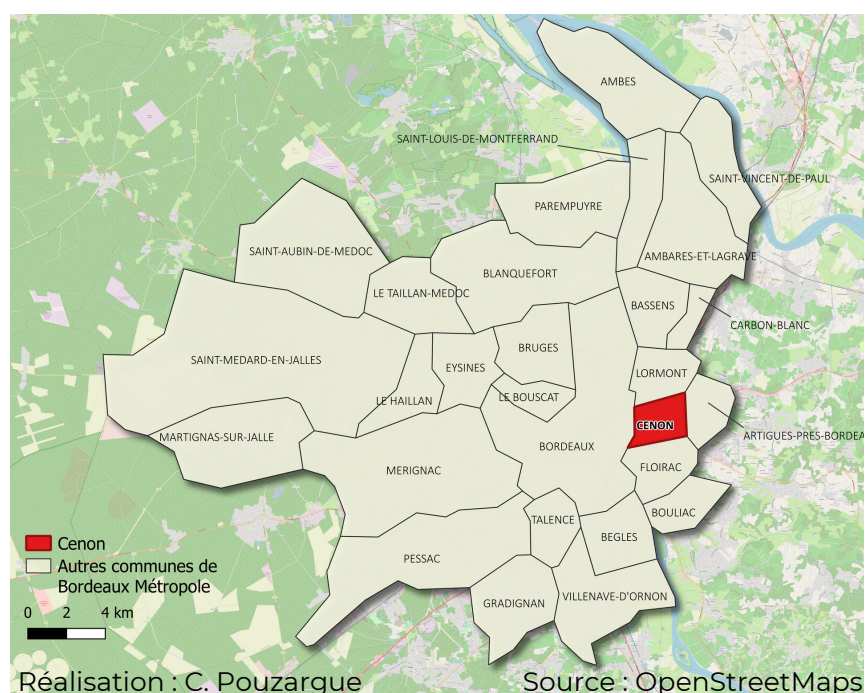 AMBES
SAINT-LOUIS-DE-MONTFERRAND
SAINT-VINCENT-DE-PAUL
PAREMPUYRE
SAINT-AUBIN-DE-MEDOC
AMBARES-ET-LAGRAVE
BLANQUEFORT
LE TAILLAN-MEDOC
BASSENS
CARBON-BLANC
BRUGES
SAINT-MEDARD-EN-JALLES
EYSINES
LORMONT
LE HAILLAN
LE BOUSCAT
CENON
MARTIGNAS-SUR-JALLE
ARTIGUES-PRES-BORDEA
BORDEAUX
MERIGNAC
FLOIRAC
BOULIAC
TALENCE
BEGLES
PESSAC
VILLENAVE-D'ORNON
GRADIGNAN
Cenon
Autres communes de
Bordeaux Métropole
0 2 4 km
Réalisation : C. Pouzargue
Source : OpenStreetMaps